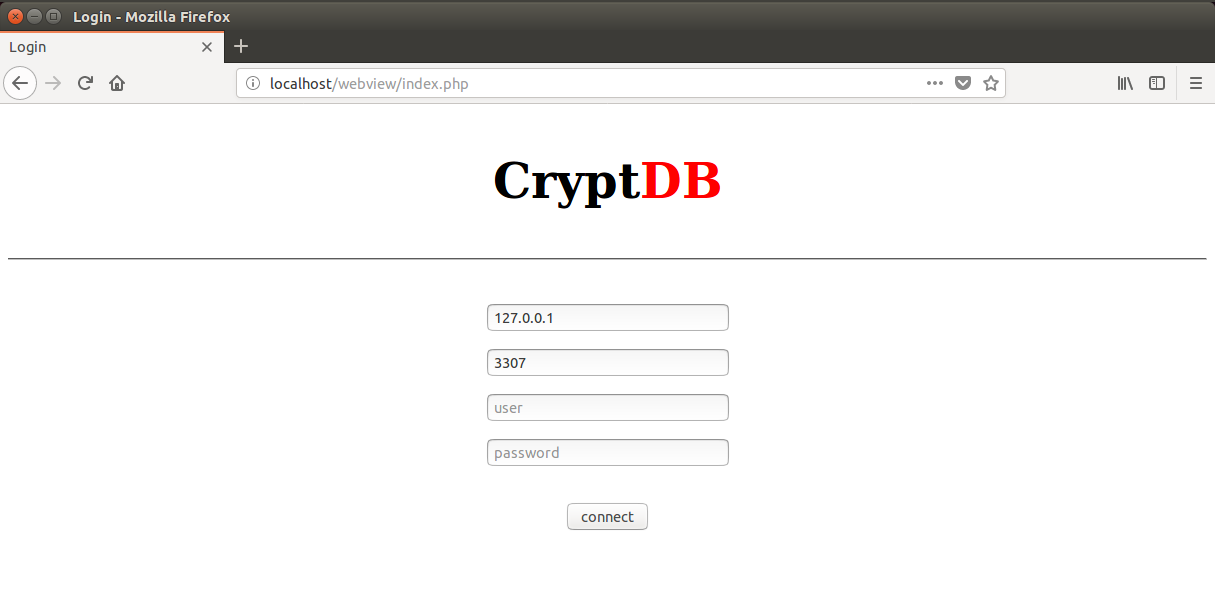 Login - Mozilla Firefox
Login
localhost/webview/index.php
CryptDB
127.0.0.1
3307
user
password
connect